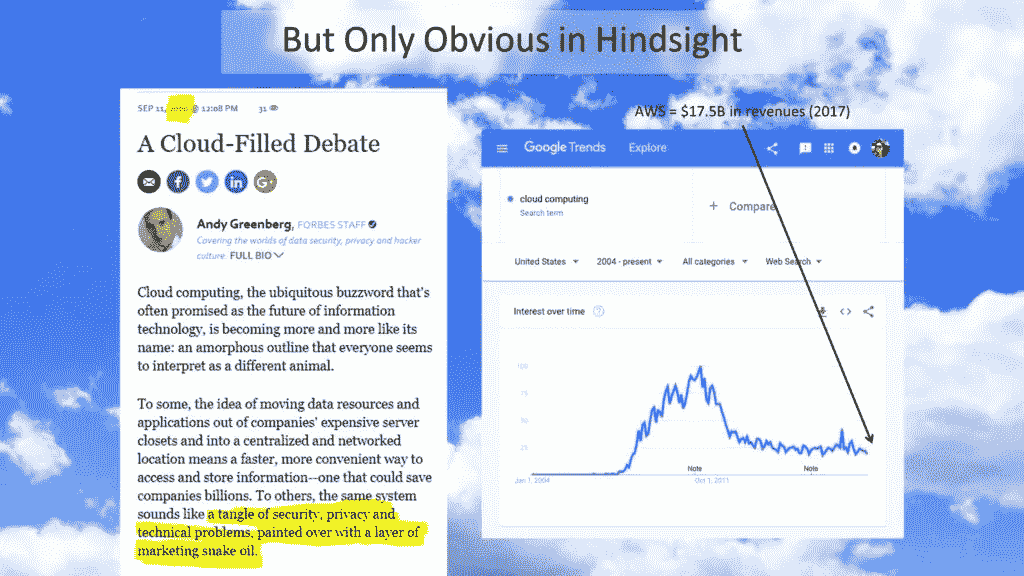 But Only Obvious in Hindsight
SEP 11, @ 12:08 PM 31
A Cloud-Filled Debate
Andy Greenberg, FORBES STAFF
Covering the worlds of data security, privacy and hacker
culture. FULL BIO
Cloud computing, the ubiquitous buzzword that's
often promised as the future of information
technology, is becoming more and more like its
name: an amorphous outline that everyone seems
to interpret as a different animal.
To some, the idea of moving data resources and
applications out of companies' expensive server
closets and into a centralized and networked
location means a faster, more convenient way to
access and store information--one that could save
companies billions. To others, the same system
sounds like a tangle of security, privacy and
technical problems, painted over with a layer of
marketing snake oil.
AWS = $17.5B in revenues (2017)
Google Trends Explore
cloud computing
Search term
+ Compare
United States 2004 - present All categories Web Search
Interest over time
100
75
50
25
Note Note
Jan 1, 2004 Oct 1, 2011